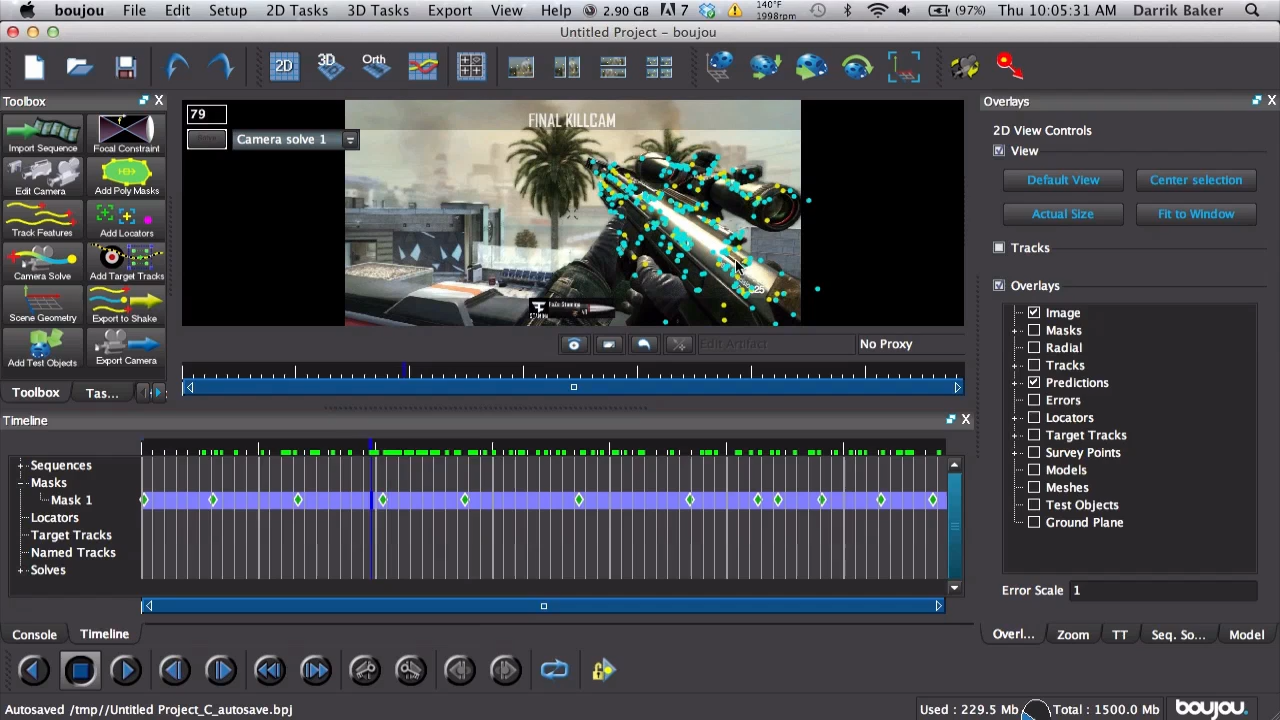 boujou File Edit Setup 2D Tasks 3D Tasks Export View Help 2.90 GB 7 140°F 1998rpm (97%) Thu 10:05:31 AM Darrik Baker
Untitled Project - boujou
2D 3D Orth
Toolbox
Import Sequence Focal Constraint
Edit Camera Add Poly Masks
Track Features Add Locators
Camera Solve Add Target Tracks
Scene Geometry Export to Shake
Add Test Objects Export Camera
Toolbox Tas...
79
Camera solve 1
FINAL KILLCAM
25
Edit Artifact No Proxy
Overlays
2D View Controls
View
Default View Center selection
Actual Size Fit to Window
Tracks
Overlays
Image
Masks
Radial
Tracks
Predictions
Errors
Locators
Target Tracks
Survey Points
Models
Meshes
Test Objects
Ground Plane
Error Scale 1
Overl... Zoom TT Seq. So... Model
Timeline
Sequences
Masks
Mask 1
Locators
Target Tracks
Named Tracks
Solves
Console Timeline
Autosaved /tmp//Untitled Project_C_autosave.bpj
Used : 229.5 Mb Total : 1500.0 Mb boujou.